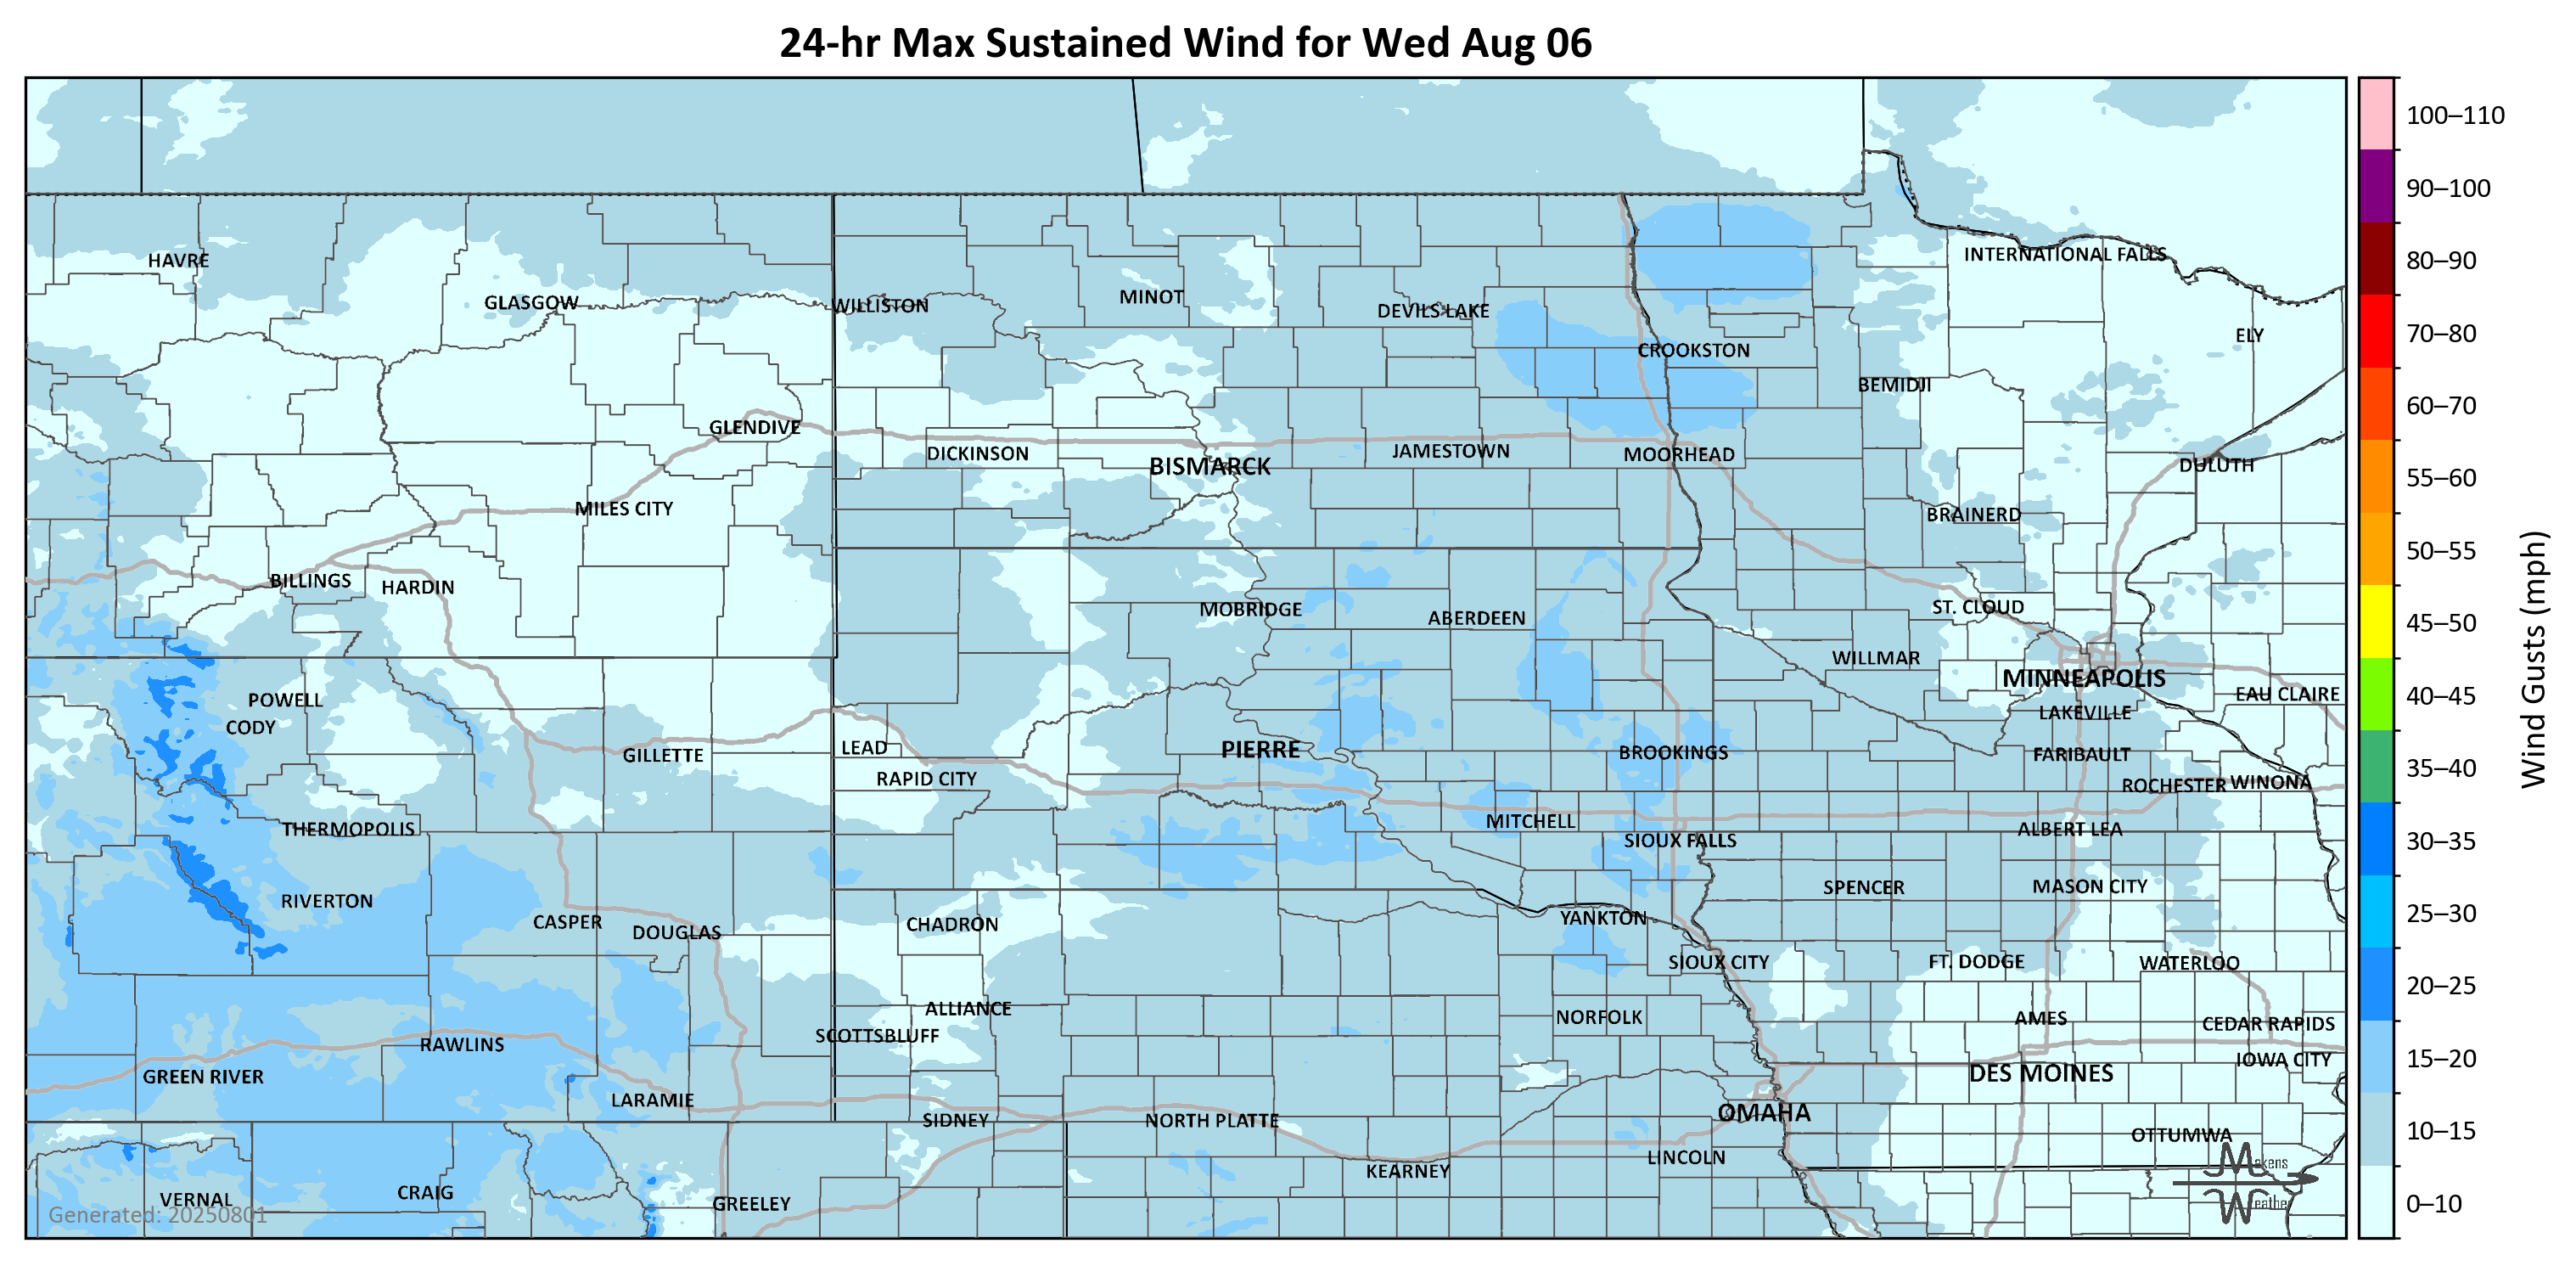 24-hr Max Sustained Wind for Wed Aug 06
100–110
90–100
80–90
70–80
60–70
55–60
50–55
45–50
40–45
35–40
30–35
25–30
20–25
15–20
10–15
0–10
Wind Gusts (mph)
HAVRE
GLASGOW
WILLISTON
MINOT
DEVILS LAKE
CROOKSTON
INTERNATIONAL FALLS
ELY
BEMIDJI
GLENDIVE
DICKINSON
BISMARCK
JAMESTOWN
MOORHEAD
DULUTH
MILES CITY
BRAINERD
BILLINGS
HARDIN
MOBRIDGE
ABERDEEN
ST. CLOUD
WILLMAR
MINNEAPOLIS
EAU CLAIRE
POWELL
CODY
LAKEVILLE
GILLETTE
LEAD
PIERRE
BROOKINGS
FARIBAULT
RAPID CITY
ROCHESTER
WINONA
THERMOPOLIS
MITCHELL
SIOUX FALLS
ALBERT LEA
RIVERTON
SPENCER
MASON CITY
CASPER
DOUGLAS
CHADRON
YANKTON
SIOUX CITY
FT. DODGE
WATERLOO
ALLIANCE
SCOTTSBLUFF
NORFOLK
AMES
CEDAR RAPIDS
RAWLINS
IOWA CITY
GREEN RIVER
DES MOINES
LARAMIE
SIDNEY
NORTH PLATTE
OMAHA
OTTUMWA
KEARNEY
LINCOLN
VERNAL
CRAIG
GREELEY
Generated: 20250801
Makens
Weather